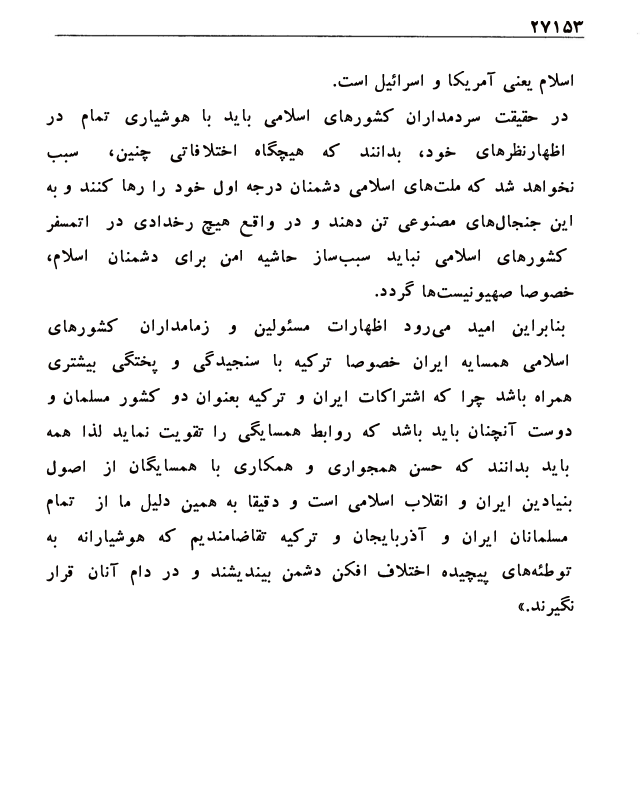 ۲۷۱۵۳
اسلام یعنی آمریکا و اسرائیل است.
در حقیقت سردمداران کشورهای اسلامی باید با هوشیاری تمام در
اظهارنظرهای خود، بدانند که هیچگاه اختلافاتی چنین، سبب
نخواهد شد که ملت‌های اسلامی دشمنان درجه اول خود را رها کنند و به
این جنجال‌های مصنوعی تن دهند و در واقع هیچ رخدادی در اتمسفر
کشورهای اسلامی نباید سبب‌ساز حاشیه امن برای دشمنان اسلام،
خصوصا صهیونیست‌ها گردد.
بنابراین امید می‌رود اظهارات مسئولین و زمامداران کشورهای
اسلامی همسایه ایران خصوصا ترکیه با سنجیدگی و پختگی بیشتری
همراه باشد چرا که اشتراکات ایران و ترکیه بعنوان دو کشور مسلمان و
دوست آنچنان باید باشد که روابط همسایگی را تقویت نماید لذا همه
باید بدانند که حسن همجواری و همکاری با همسایگان از اصول
بنیادین ایران و انقلاب اسلامی است و دقیقا به همین دلیل ما از تمام
مسلمانان ایران و آذربایجان و ترکیه تقاضامندیم که هوشیارانه به
توطئه‌های پیچیده اختلاف افکن دشمن بیندیشند و در دام آنان قرار
نگیرند.»